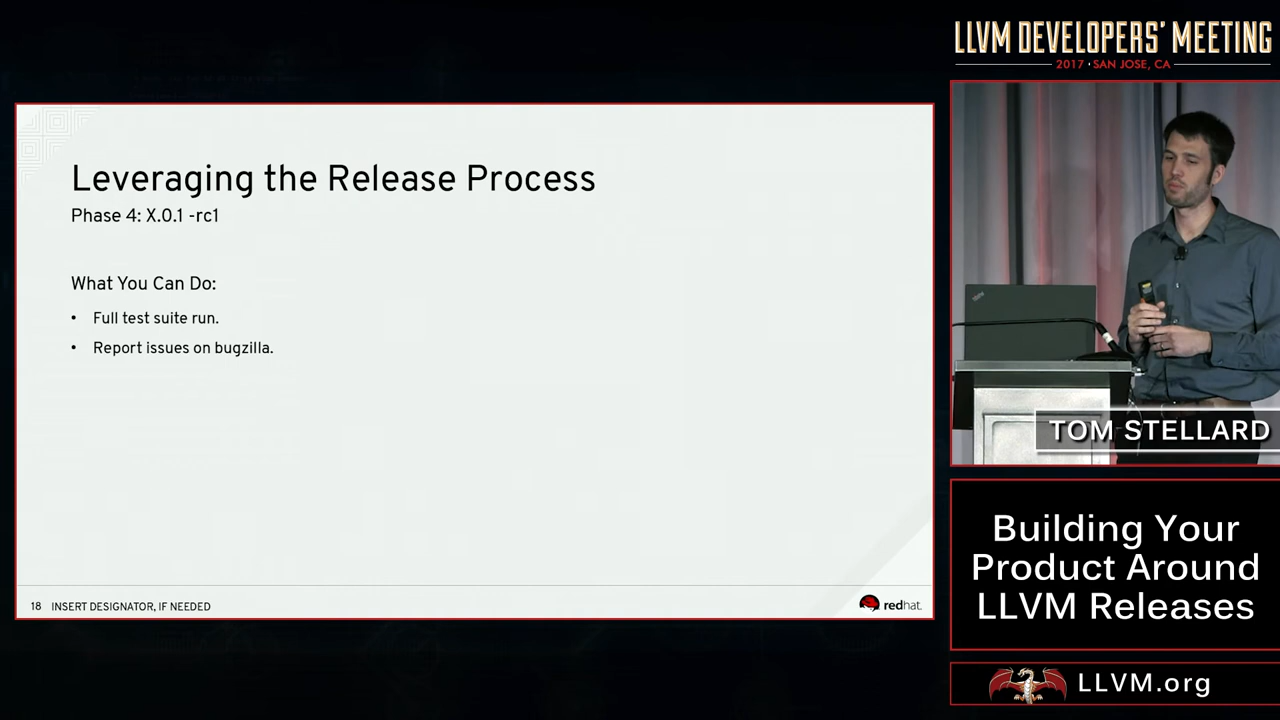 LLVM DEVELOPERS' MEETING
2017 • SAN JOSE, CA
Leveraging the Release Process
Phase 4: X.0.1 -rc1
What You Can Do:
• Full test suite run.
• Report issues on bugzilla.
18 INSERT DESIGNATOR, IF NEEDED
redhat.
TOM STELLARD
Building Your
Product Around
LLVM Releases
LLVM.org